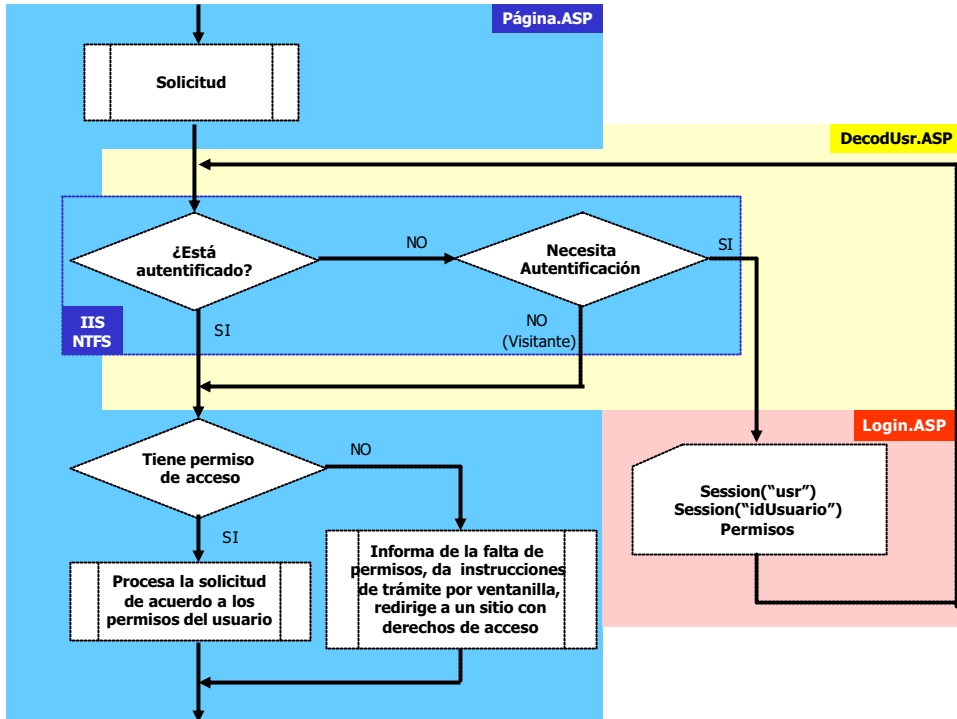 Página.ASP
Solicitud
DecodUsr.ASP
¿Está
autentificado?
NO
Necesita
Autentificación
SI
IIS
NTFS
SI
NO
(Visitante)
Login.ASP
Tiene permiso
de acceso
NO
Session(“usr”)
Session(“idUsuario”)
Permisos
SI
Procesa la solicitud
de acuerdo a los
permisos del usuario
Informa de la falta de
permisos, da instrucciones
de trámite por ventanilla,
redirige a un sitio con
derechos de acceso